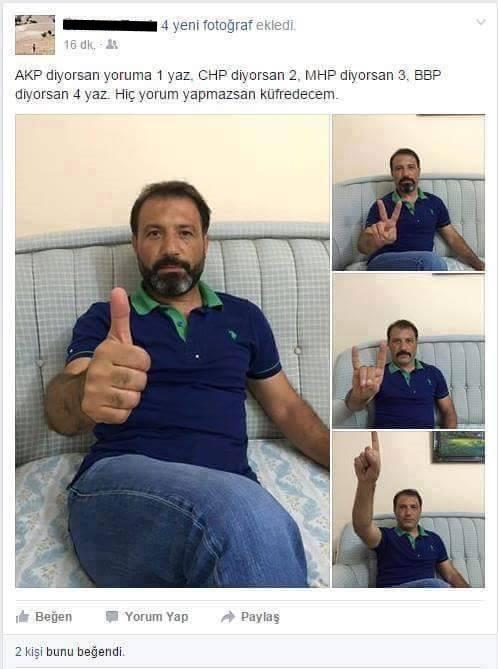 4 yeni fotoğraf ekledi.
16 dk. ·
AKP diyorsan yoruma 1 yaz, CHP diyorsan 2, MHP diyorsan 3, BBP
diyorsan 4 yaz. Hiç yorum yapmazsan küfredecem.
Beğen Yorum Yap Paylaş
2 kişi bunu beğendi.